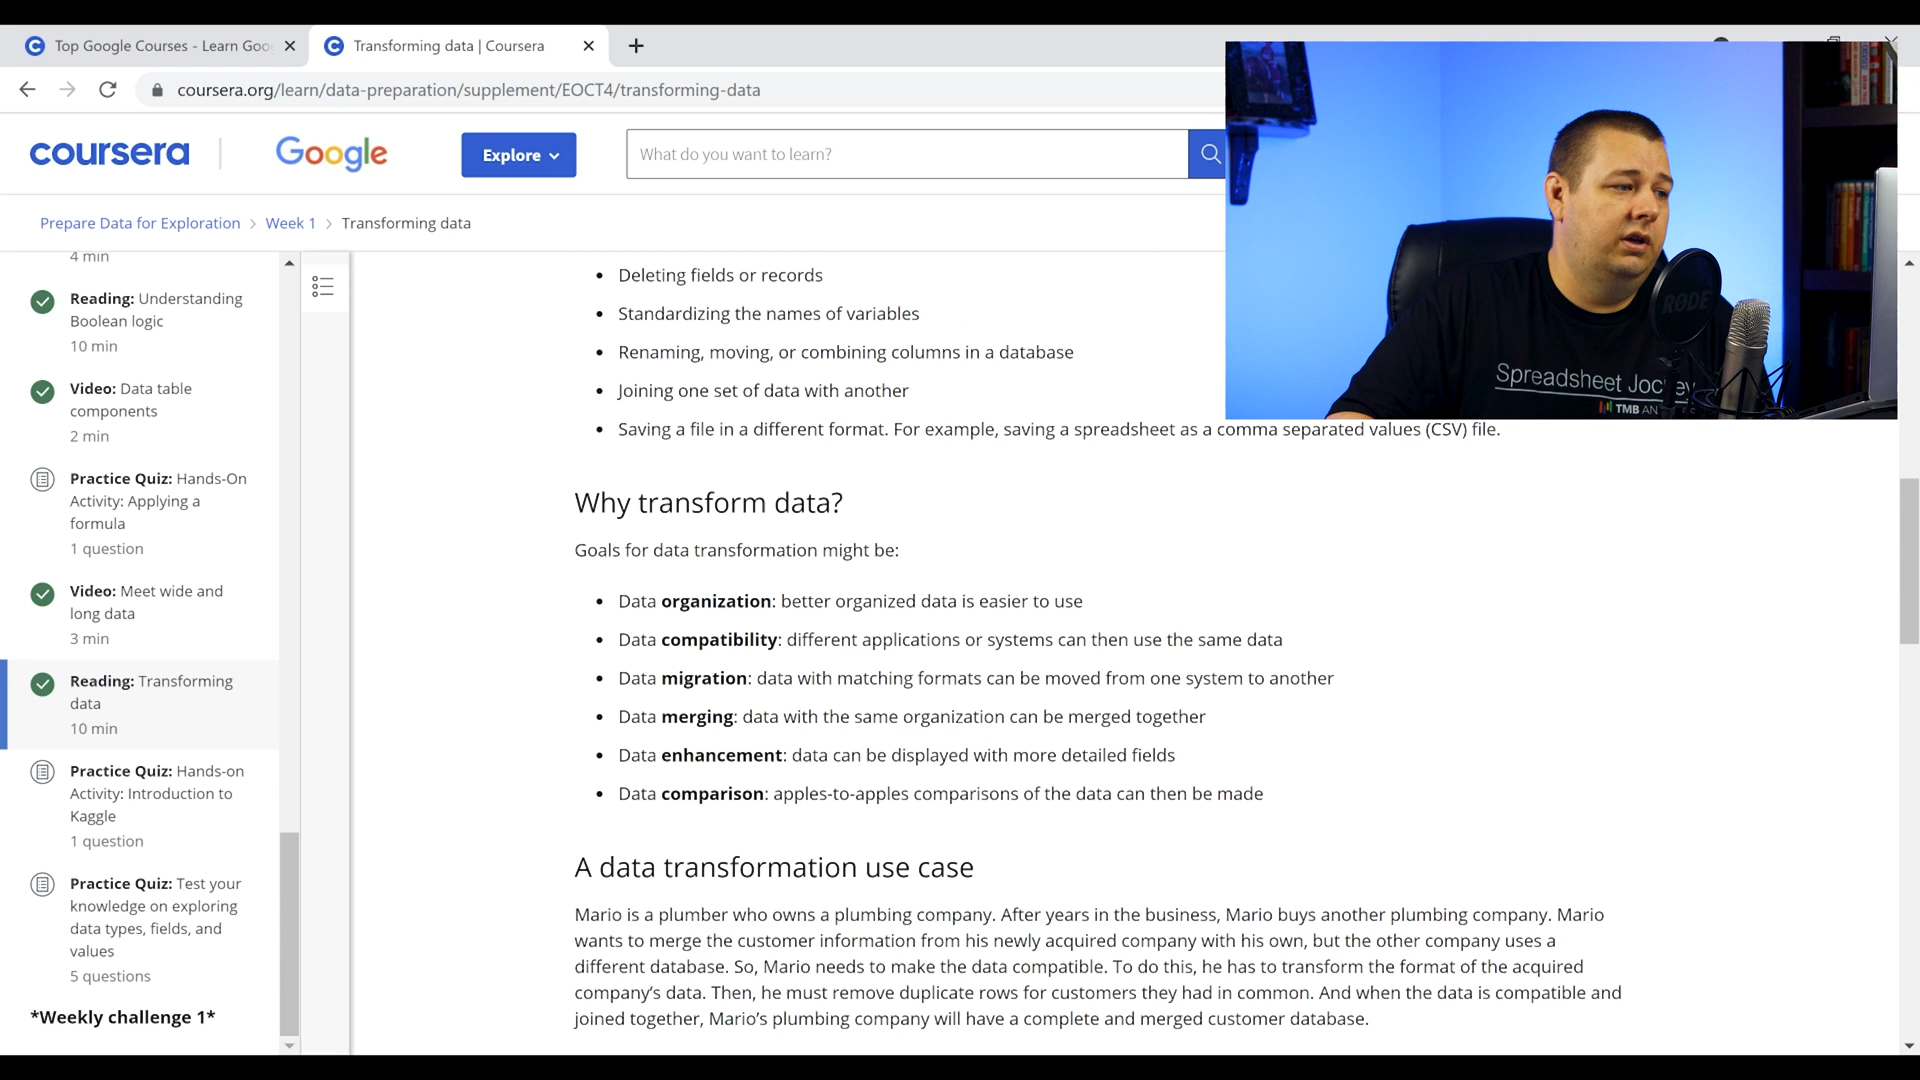 Top Google Courses - Learn Goo
Transforming data | Coursera
coursera.org/learn/data-preparation/supplement/EOCT4/transforming-data
coursera
Google
Explore
What do you want to learn?
Prepare Data for Exploration > Week 1 > Transforming data
4 min
Reading: Understanding
Boolean logic
10 min
Video: Data table
components
2 min
Practice Quiz: Hands-On
Activity: Applying a
formula
1 question
Video: Meet wide and
long data
3 min
Reading: Transforming
data
10 min
Practice Quiz: Hands-on
Activity: Introduction to
Kaggle
1 question
Practice Quiz: Test your
knowledge on exploring
data types, fields, and
values
5 questions
*Weekly challenge 1*
• Deleting fields or records
• Standardizing the names of variables
• Renaming, moving, or combining columns in a database
• Joining one set of data with another
• Saving a file in a different format. For example, saving a spreadsheet as a comma separated values (CSV) file.
Why transform data?
Goals for data transformation might be:
• Data organization: better organized data is easier to use
• Data compatibility: different applications or systems can then use the same data
• Data migration: data with matching formats can be moved from one system to another
• Data merging: data with the same organization can be merged together
• Data enhancement: data can be displayed with more detailed fields
• Data comparison: apples-to-apples comparisons of the data can then be made
A data transformation use case
Mario is a plumber who owns a plumbing company. After years in the business, Mario buys another plumbing company. Mario
wants to merge the customer information from his newly acquired company with his own, but the other company uses a
different database. So, Mario needs to make the data compatible. To do this, he has to transform the format of the acquired
company's data. Then, he must remove duplicate rows for customers they had in common. And when the data is compatible and
joined together, Mario's plumbing company will have a complete and merged customer database.
RØDE
Spreadsheet Joc ey
TMB AN